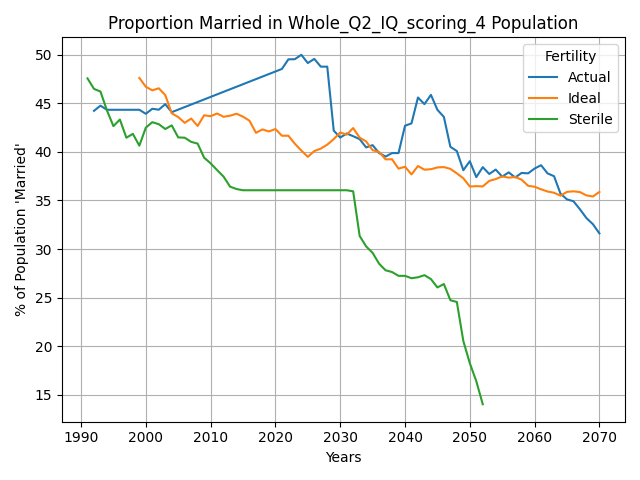 Proportion Married in Whole_Q2_IQ_scoring_4 Population
% of Population 'Married'
50
45
40
35
30
25
20
15
Fertility
Actual
Ideal
Sterile
1990 2000 2010 2020 2030 2040 2050 2060 2070
Years